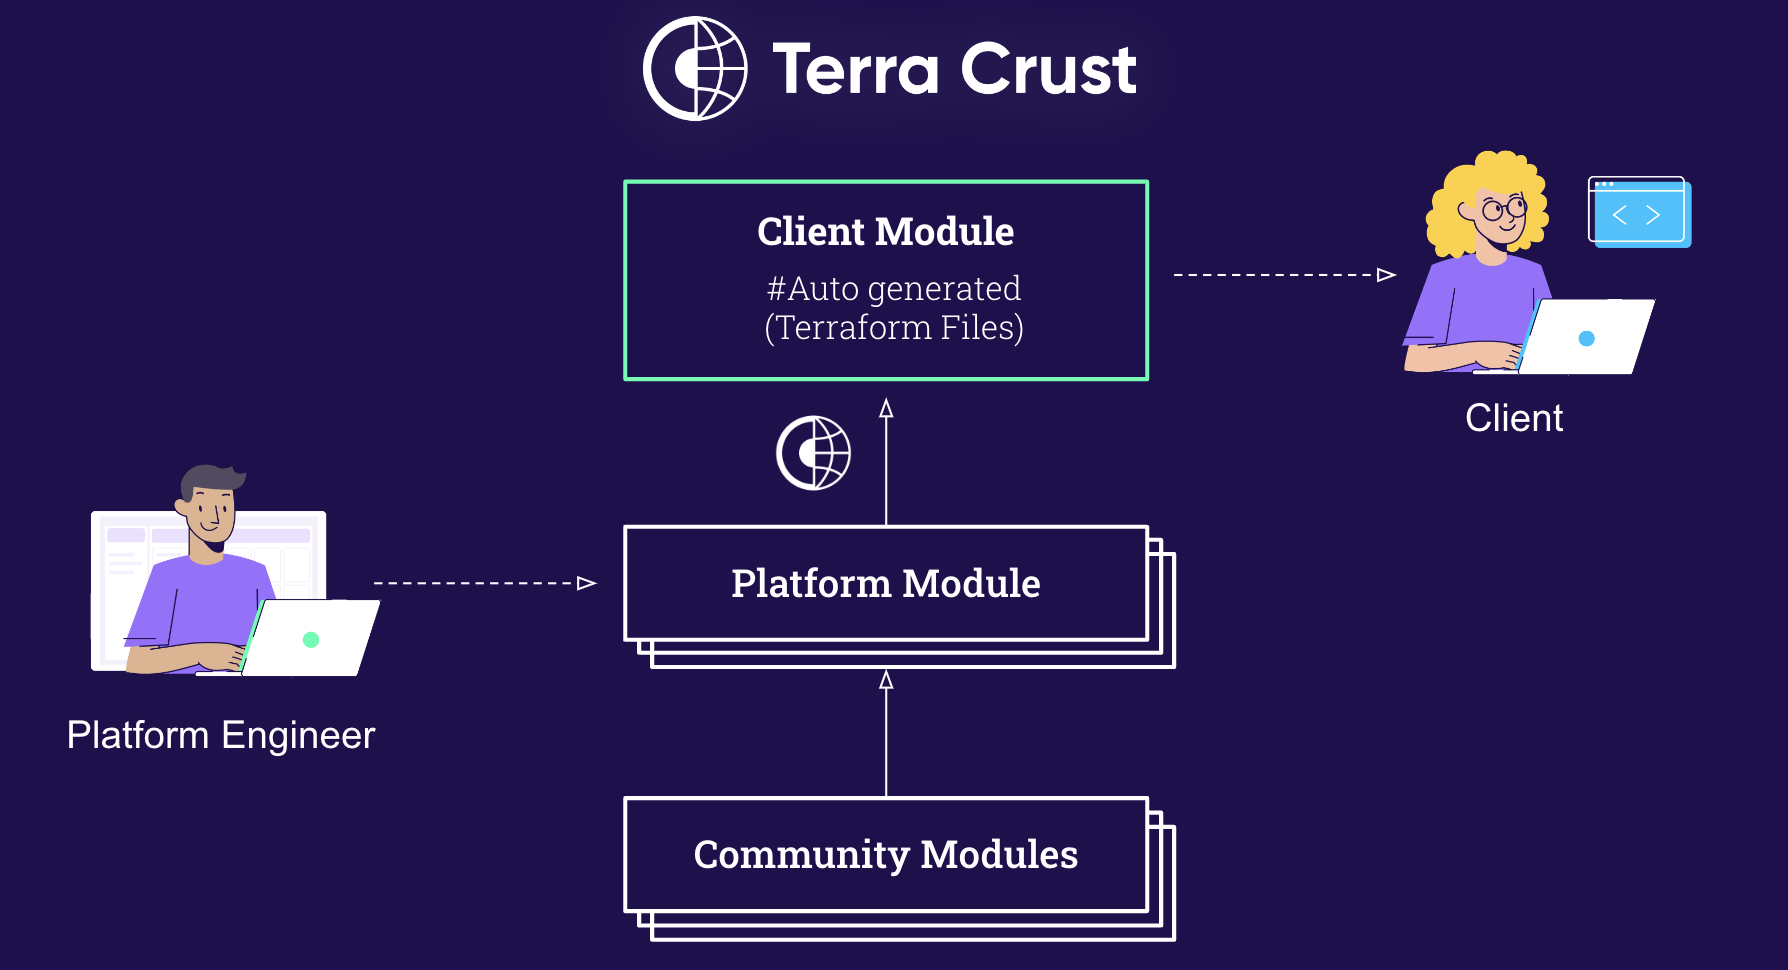 Terra Crust
Client Module
#Auto generated
(Terraform Files)
< >
Client
Platform Module
Platform Engineer
Community Modules